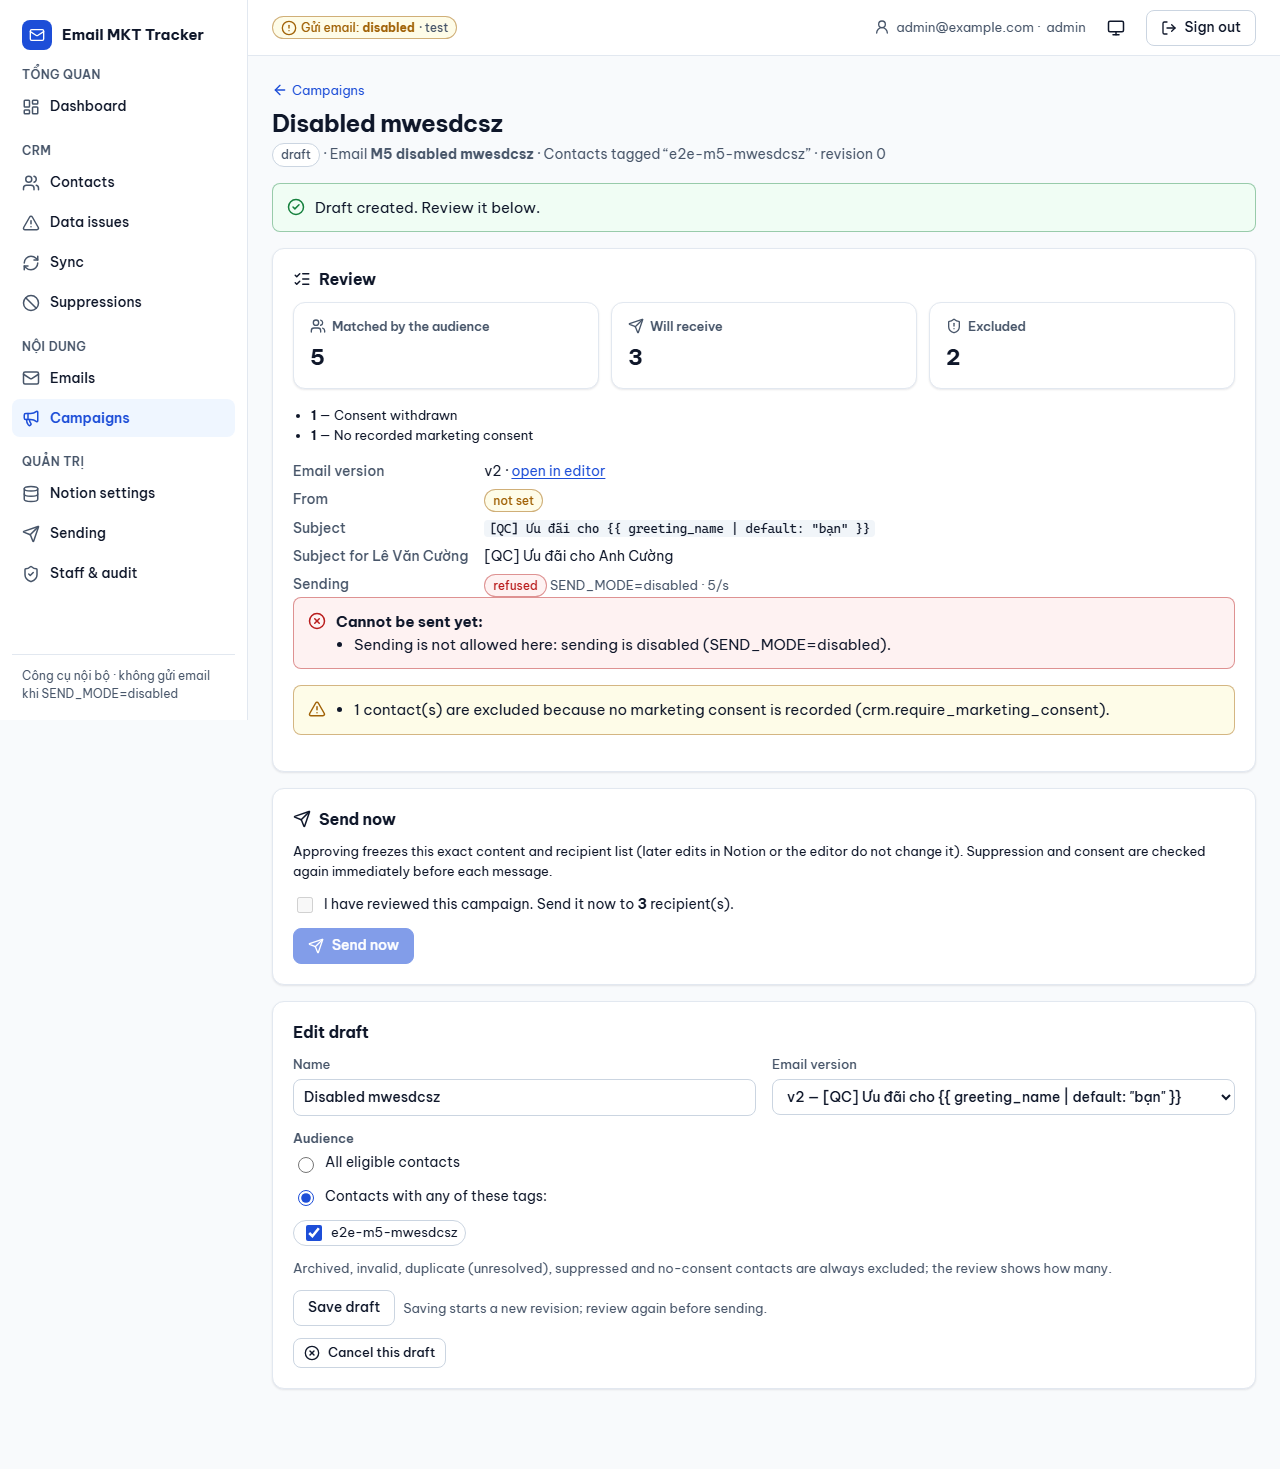 Email MKT Tracker
TỔNG QUAN
Dashboard
CRM
Contacts
Data issues
Sync
Suppressions
NỘI DUNG
Emails
Campaigns
QUẢN TRỊ
Notion settings
Sending
Staff & audit
Công cụ nội bộ · không gửi email
khi SEND_MODE=disabled
Gửi email: disabled · test
admin@example.com · admin
Sign out
Campaigns
Disabled mwesdcsz
draft · Email M5 disabled mwesdcsz · Contacts tagged “e2e-m5-mwesdcsz” · revision 0
Draft created. Review it below.
Review
Matched by the audience
5
Will receive
3
Excluded
2
1 — Consent withdrawn
1 — No recorded marketing consent
Email version v2 · open in editor
From not set
Subject [QC] Ưu đãi cho {{ greeting_name | default: "bạn" }}
Subject for Lê Văn Cường [QC] Ưu đãi cho Anh Cường
Sending refused SEND_MODE=disabled · 5/s
Cannot be sent yet:
Sending is not allowed here: sending is disabled (SEND_MODE=disabled).
1 contact(s) are excluded because no marketing consent is recorded (crm.require_marketing_consent).
Send now
Approving freezes this exact content and recipient list (later edits in Notion or the editor do not change it). Suppression and consent are checked
again immediately before each message.
I have reviewed this campaign. Send it now to 3 recipient(s).
Send now
Edit draft
Name
Disabled mwesdcsz
Email version
v2 — [QC] Ưu đãi cho {{ greeting_name | default: "bạn" }}
Audience
All eligible contacts
Contacts with any of these tags:
e2e-m5-mwesdcsz
Archived, invalid, duplicate (unresolved), suppressed and no-consent contacts are always excluded; the review shows how many.
Save draft Saving starts a new revision; review again before sending.
Cancel this draft